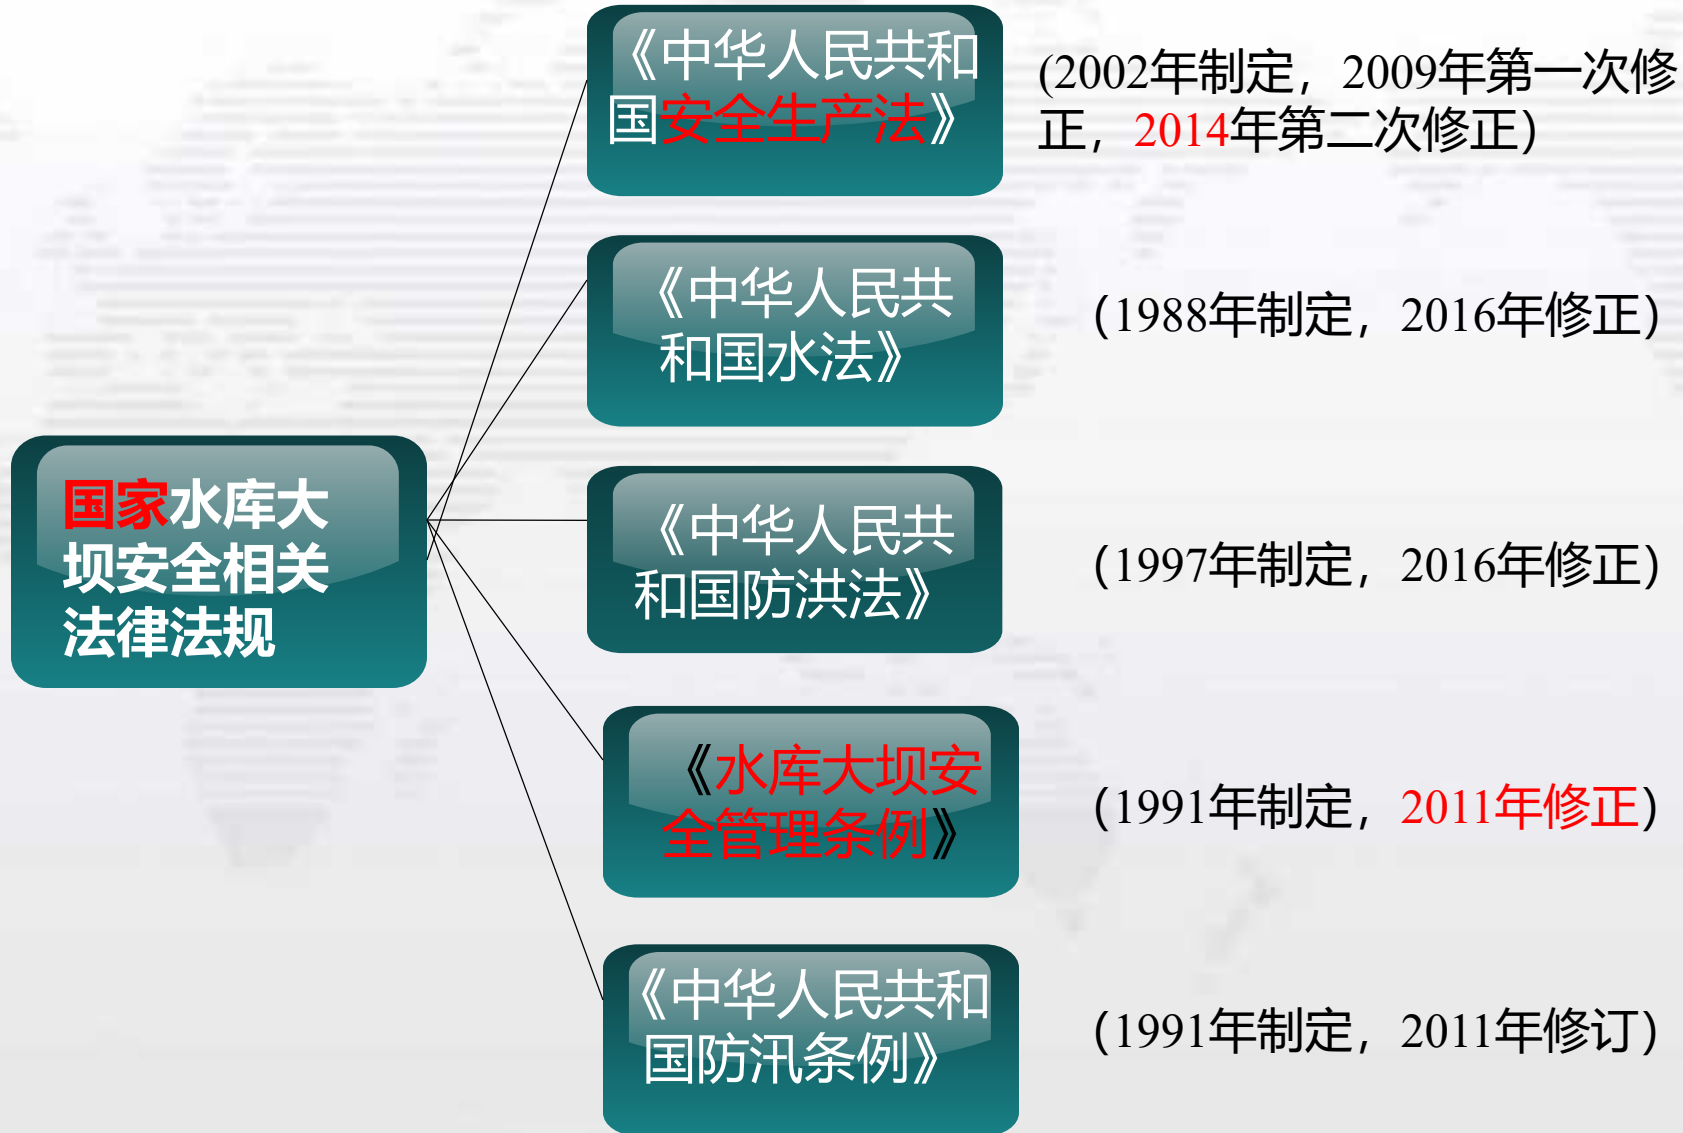 《中华人民共和
国安全生产法》
(2002年制定，2009年第一次修
正，2014年第二次修正）
《中华人民共
和国水法》
（1988年制定，2016年修正）
国家水库大
坝安全相关
法律法规
《中华人民共
和国防洪法》
（1997年制定，2016年修正）
《水库大坝安
全管理条例》
（1991年制定，2011年修正）
《中华人民共和
国防汛条例》
（1991年制定，2011年修订）